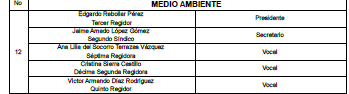 No MEDIO AMBIENTE
Edgardo Rebollar Pérez
Tercer Regidor
Presidente
Jaime Amado López Gómez
Segundo Síndico
Secretario
12
Ana Lilia del Socorro Terrazas Vázquez
Séptima Regidora
Vocal
Cristina Sierra Castillo
Décima Segunda Regidora
Vocal
Víctor Armando Díaz Rodríguez
Quinto Regidor
Vocal